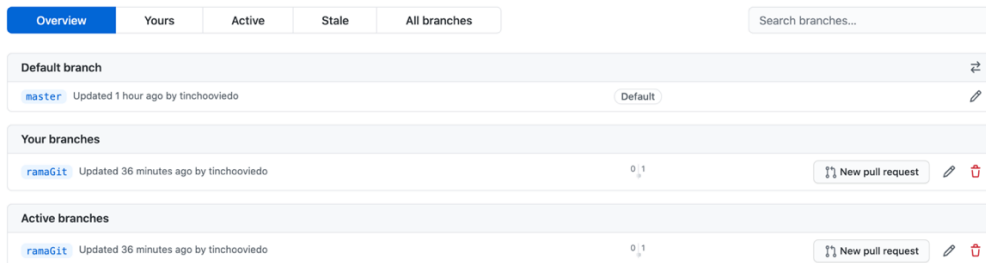 Overview Yours Active Stale All branches Search branches...
Default branch
master Updated 1 hour ago by tinchooviedo Default
Your branches
ramaGit Updated 36 minutes ago by tinchooviedo 0 1 New pull request
Active branches
ramaGit Updated 36 minutes ago by tinchooviedo 0 1 New pull request